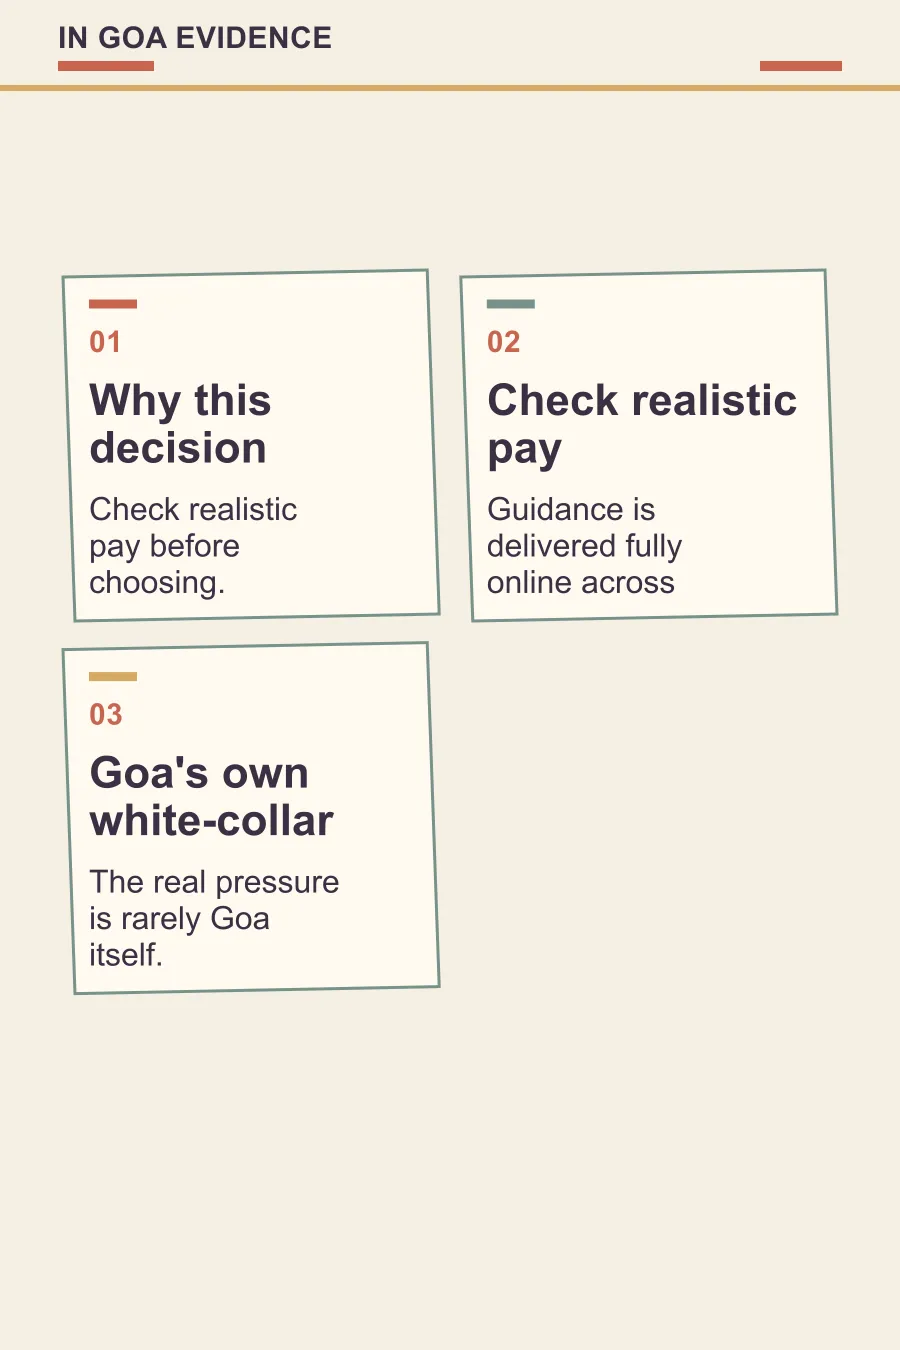 IN GOA EVIDENCE
01
Why this
decision
Check realistic
pay before
choosing.
02
Check realistic
pay
Guidance is
delivered fully
online across
03
Goa's own
white-collar
The real pressure
is rarely Goa
itself.